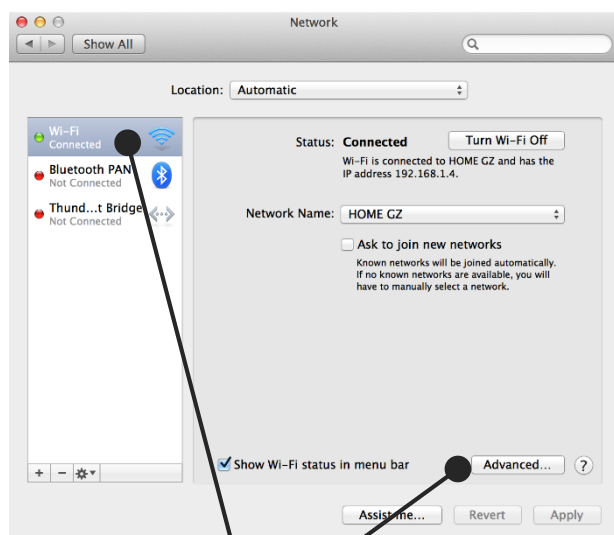 Network
Show All
Location: Automatic
Wi-Fi
Connected
Bluetooth PAN
Not Connected
Thund...t Bridge
Not Connected
Status: Connected Turn Wi-Fi Off
Wi-Fi is connected to HOME GZ and has the
IP address 192.168.1.4.
Network Name: HOME GZ
Ask to join new networks
Known networks will be joined automatically.
If no known networks are available, you will
have to manually select a network.
Show Wi-Fi status in menu bar Advanced... ?
+ −
Assist me... Revert Apply